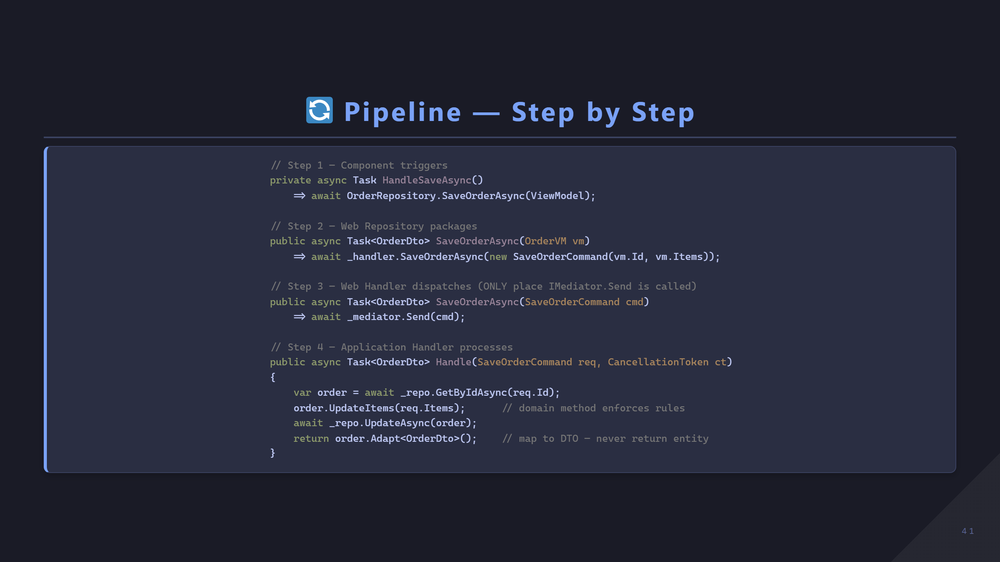 🔄 Pipeline — Step by Step
// Step 1 — Component triggers
private async Task HandleSaveAsync()
    => await OrderRepository.SaveOrderAsync(ViewModel);
// Step 2 — Web Repository packages
public async Task<OrderDto> SaveOrderAsync(OrderVM vm)
    => await _handler.SaveOrderAsync(new SaveOrderCommand(vm.Id, vm.Items));
// Step 3 — Web Handler dispatches (ONLY place IMediator.Send is called)
public async Task<OrderDto> SaveOrderAsync(SaveOrderCommand cmd)
    => await _mediator.Send(cmd);
// Step 4 — Application Handler processes
public async Task<OrderDto> Handle(SaveOrderCommand req, CancellationToken ct)
{
    var order = await _repo.GetByIdAsync(req.Id);
    order.UpdateItems(req.Items);      // domain method enforces rules
    await _repo.UpdateAsync(order);
    return order.Adapt<OrderDto>();    // map to DTO — never return entity
}
41